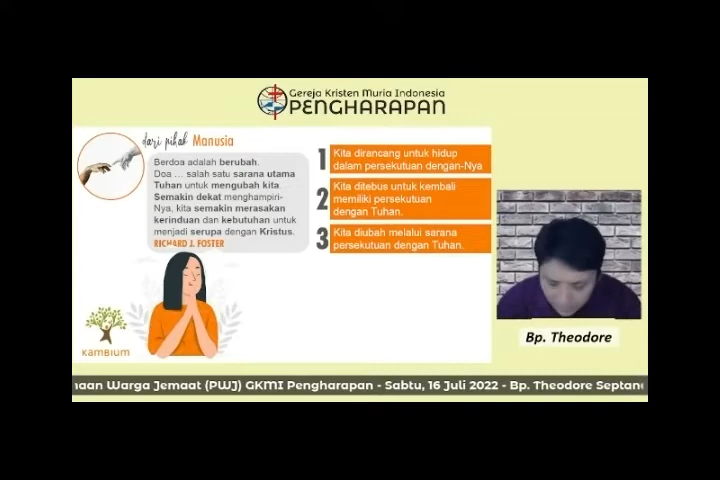 Gereja Kristen Muria Indonesia
PENGHARAPAN
dari pihak Manusia
Berdoa adalah berubah.
Doa ... salah satu sarana utama
Tuhan untuk mengubah kita.
Semakin dekat menghampiri-
Nya, kita semakin merasakan
kerinduan dan kebutuhan untuk
menjadi serupa dengan Kristus.
RICHARD J. FOSTER
1 Kita dirancang untuk hidup
dalam persekutuan dengan-Nya
2 Kita ditebus untuk kembali
memiliki persekutuan
dengan Tuhan.
3 Kita diubah melalui sarana
persekutuan dengan Tuhan.
KAMBIUM
Bp. Theodore
naan Warga Jemaat (PWJ) GKMI Pengharapan - Sabtu, 16 Juli 2022 - Bp. Theodore Septan